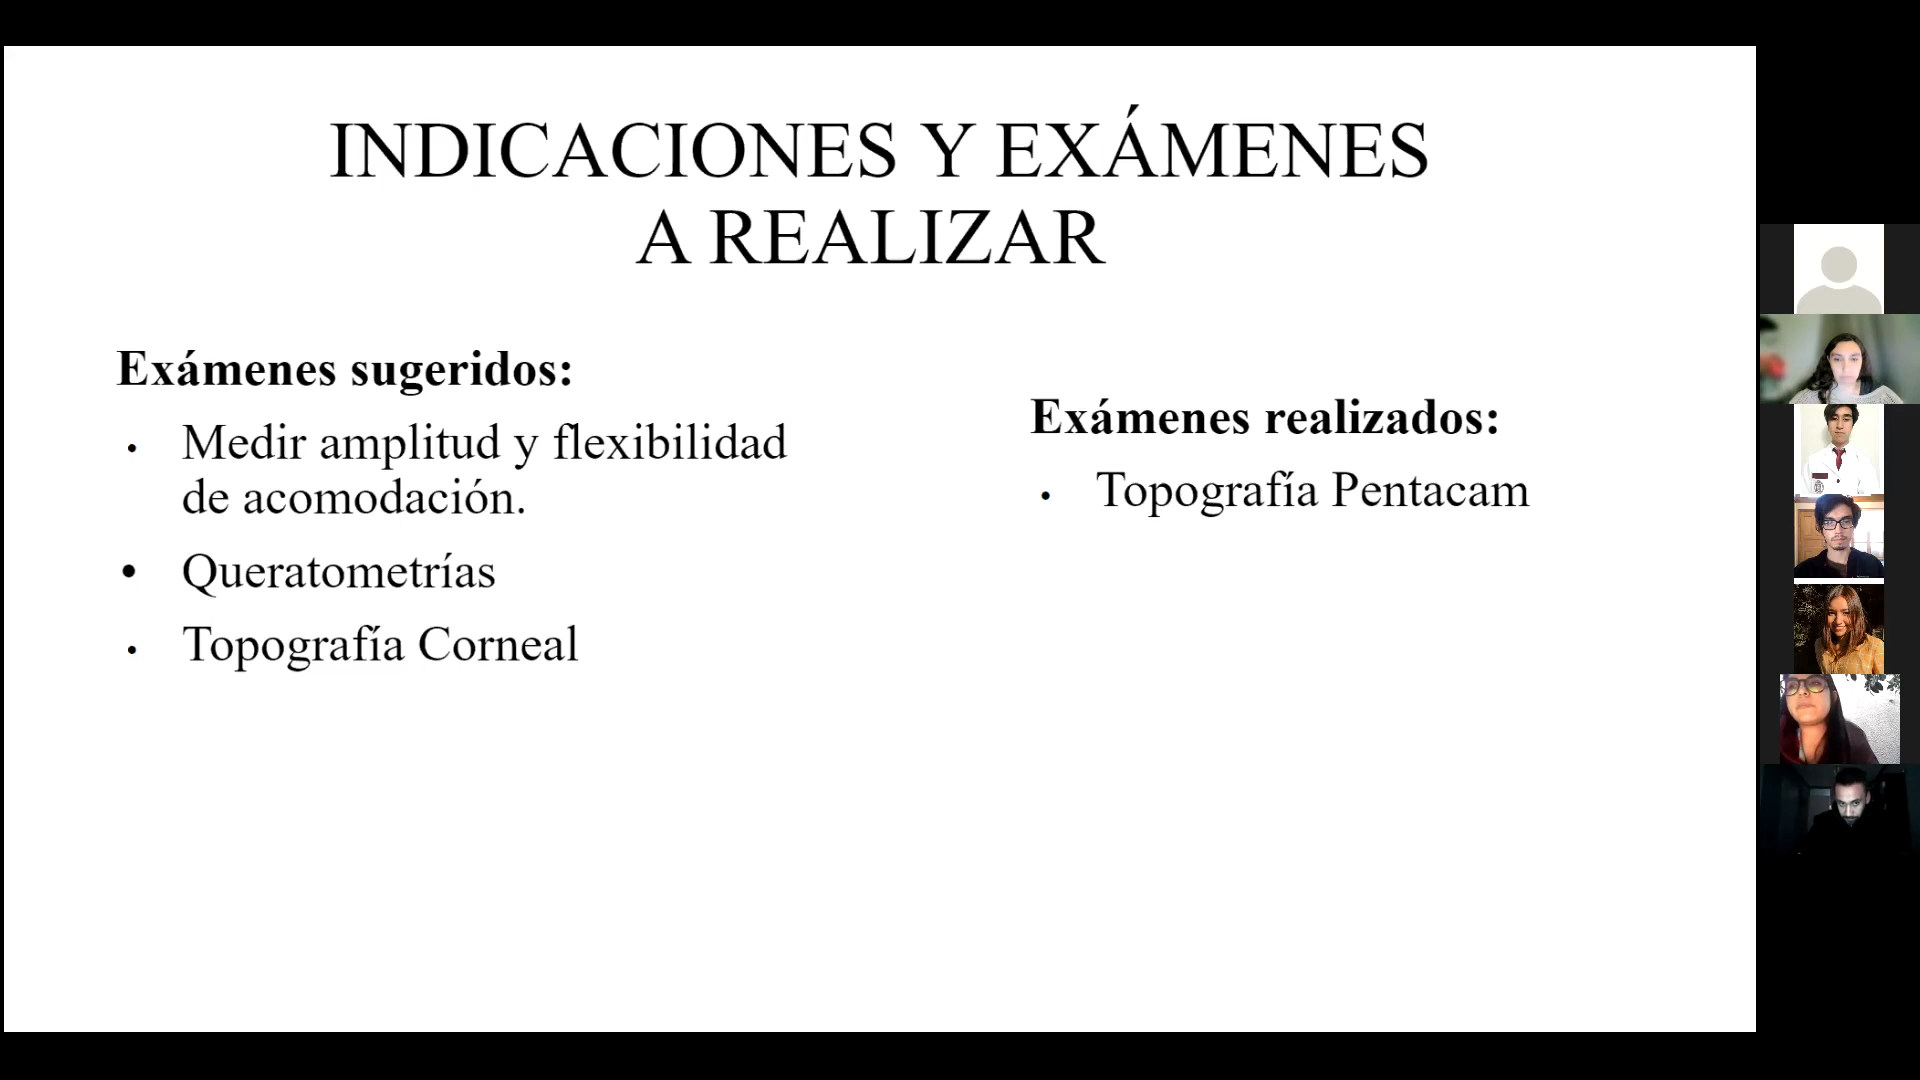 INDICACIONES Y EXÁMENES
A REALIZAR
Exámenes sugeridos:
• Medir amplitud y flexibilidad
de acomodación.
• Queratometrías
• Topografía Corneal
Exámenes realizados:
• Topografía Pentacam